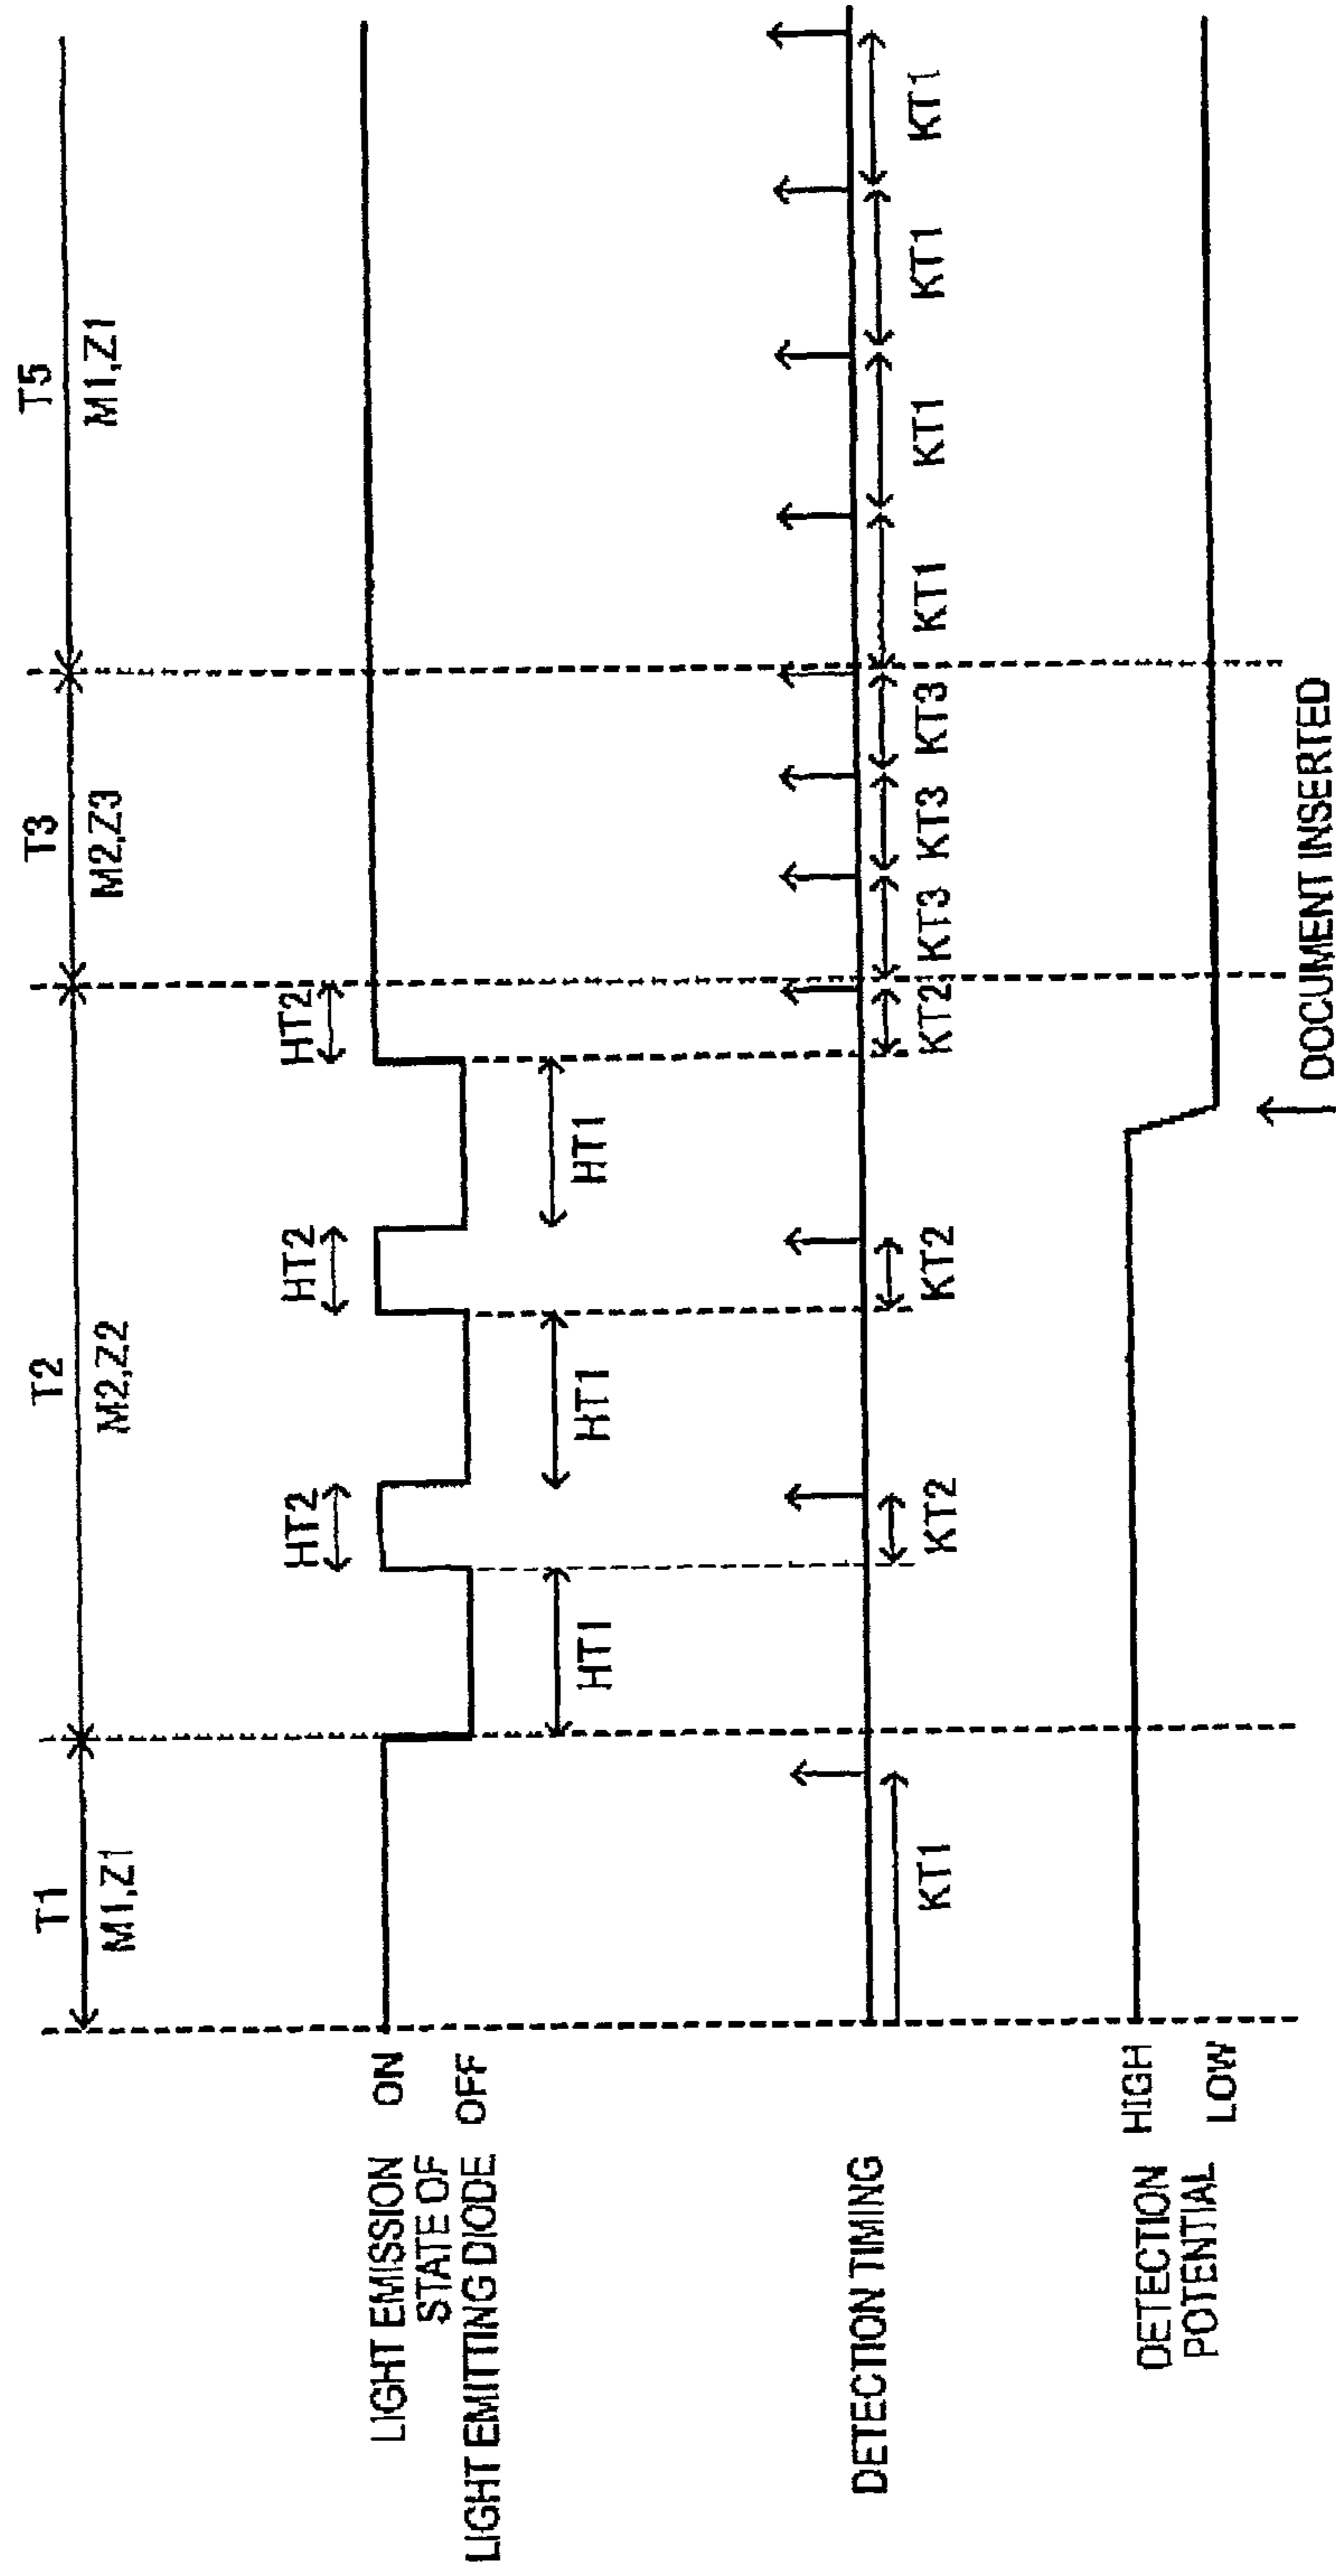 T1
T2
T3
T5
M1,Z1
M2,Z2
M2,Z3
M1,Z1
HT2
HT2
HT2
LIGHT EMISSION ON
STATE OF
LIGHT EMITTING DIODE OFF
HT1
HT1
HT1
DETECTION TIMING
KT1
KT2
KT2
KT2
KT3
KT3
KT3
KT1
KT1
KT1
KT1
DETECTION HIGH
POTENTIAL LOW
DOCUMENT INSERTED